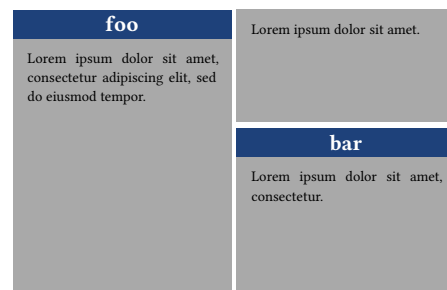 foo
Lorem ipsum dolor sit amet,
consectetur adipiscing elit, sed
do eiusmod tempor.
Lorem ipsum dolor sit amet.
bar
Lorem ipsum dolor sit amet,
consectetur.